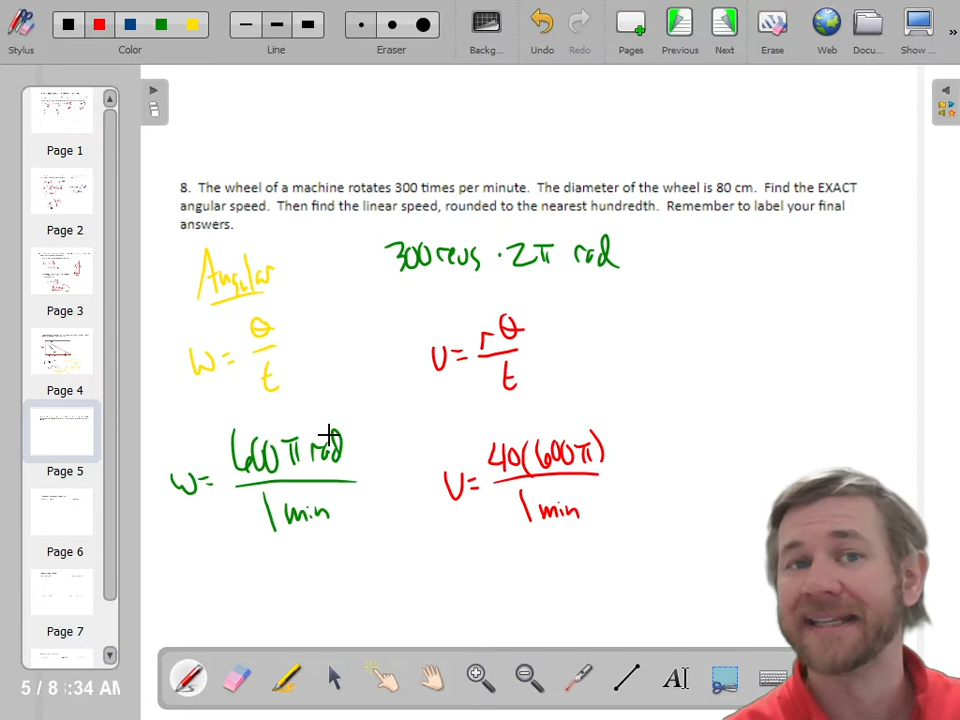 Stylus
Color
Line
Eraser
Backg...
Undo
Redo
Pages
Previous
Next
Erase
Web
Docu...
Show ...
»
Page 1
Page 2
Page 3
Page 4
Page 5
Page 6
Page 7
5 / 8
:34 AM
8. The wheel of a machine rotates 300 times per minute. The diameter of the wheel is 80 cm. Find the EXACT
angular speed. Then find the linear speed, rounded to the nearest hundredth. Remember to label your final
answers.
Angular
300 revs · 2π rad
w = θ/t
v = rθ/t
w = 600π rad/1 min
v = 40(600π)/1 min
A